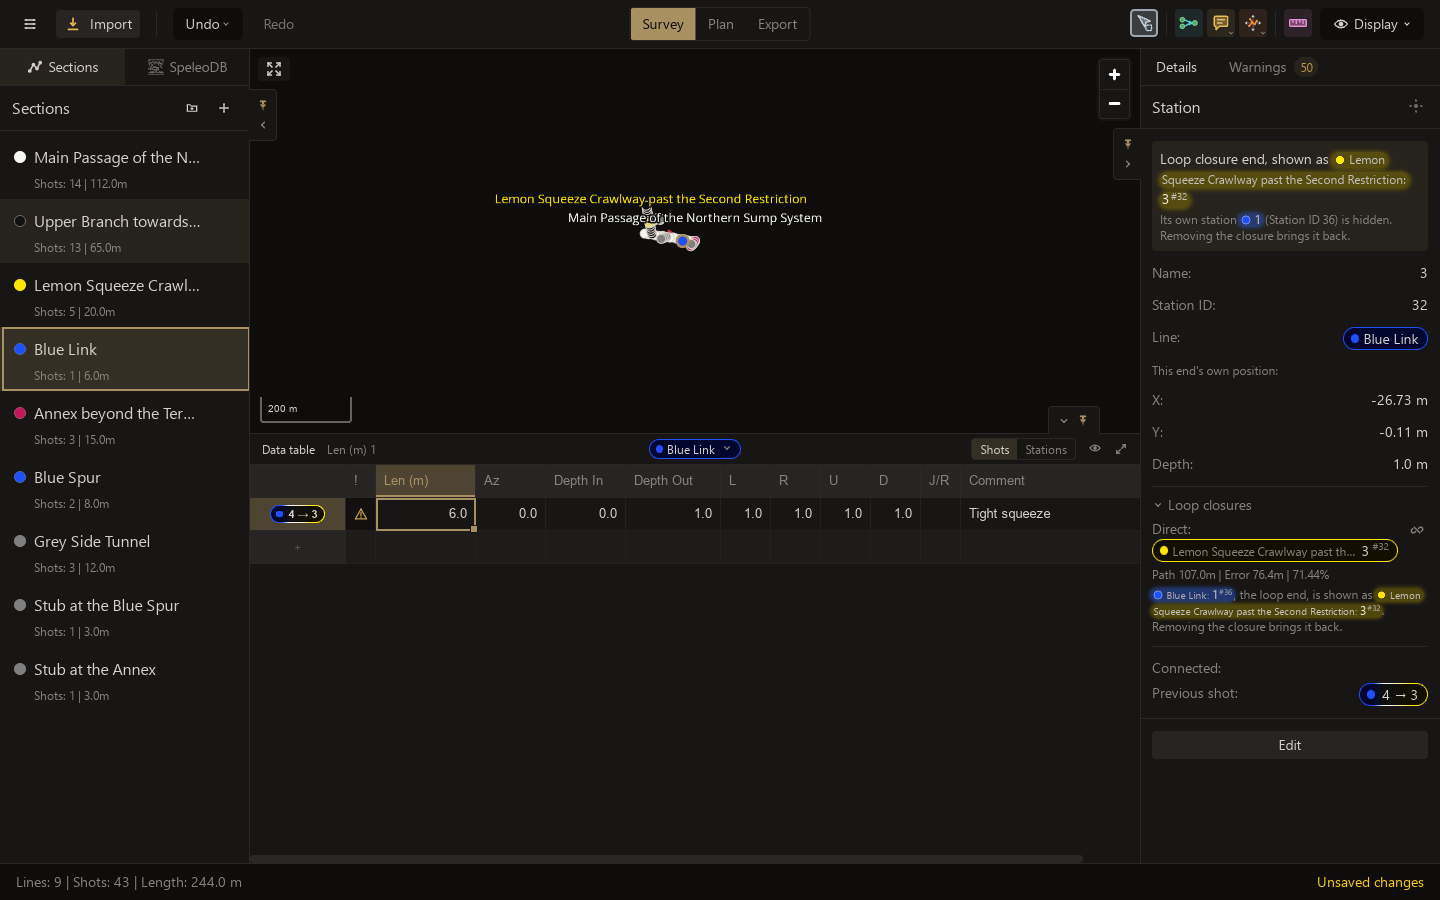 Import
Undo
Redo
Survey
Plan
Export
Display
Sections
SpeleoDB
Details
Warnings 50
Sections
Station
Main Passage of the N...
Shots: 14 | 112.0m
Upper Branch towards...
Shots: 13 | 65.0m
Lemon Squeeze Crawl...
Shots: 5 | 20.0m
Blue Link
Shots: 1 | 6.0m
Annex beyond the Ter...
Shots: 3 | 15.0m
Blue Spur
Shots: 2 | 8.0m
Grey Side Tunnel
Shots: 3 | 12.0m
Stub at the Blue Spur
Shots: 1 | 3.0m
Stub at the Annex
Shots: 1 | 3.0m
Lemon Squeeze Crawlway past the Second Restriction
Main Passage of the Northern Sump System
200 m
Data table Len (m) 1
Blue Link
Shots Stations
! Len (m) Az Depth In Depth Out L R U D J/R Comment
4 → 3 6.0 0.0 0.0 1.0 1.0 1.0 1.0 1.0 Tight squeeze
+
Loop closure end, shown as Lemon
Squeeze Crawlway past the Second Restriction:
3 #32
Its own station 1 (Station ID 36) is hidden.
Removing the closure brings it back.
Name: 3
Station ID: 32
Line: Blue Link
This end's own position:
X: -26.73 m
Y: -0.11 m
Depth: 1.0 m
Loop closures
Direct:
Lemon Squeeze Crawlway past th... 3 #32
Path 107.0m | Error 76.4m | 71.44%
Blue Link: 1 #36, the loop end, is shown as Lemon
Squeeze Crawlway past the Second Restriction: 3 #32.
Removing the closure brings it back.
Connected:
Previous shot: 4 → 3
Edit
Lines: 9 | Shots: 43 | Length: 244.0 m
Unsaved changes